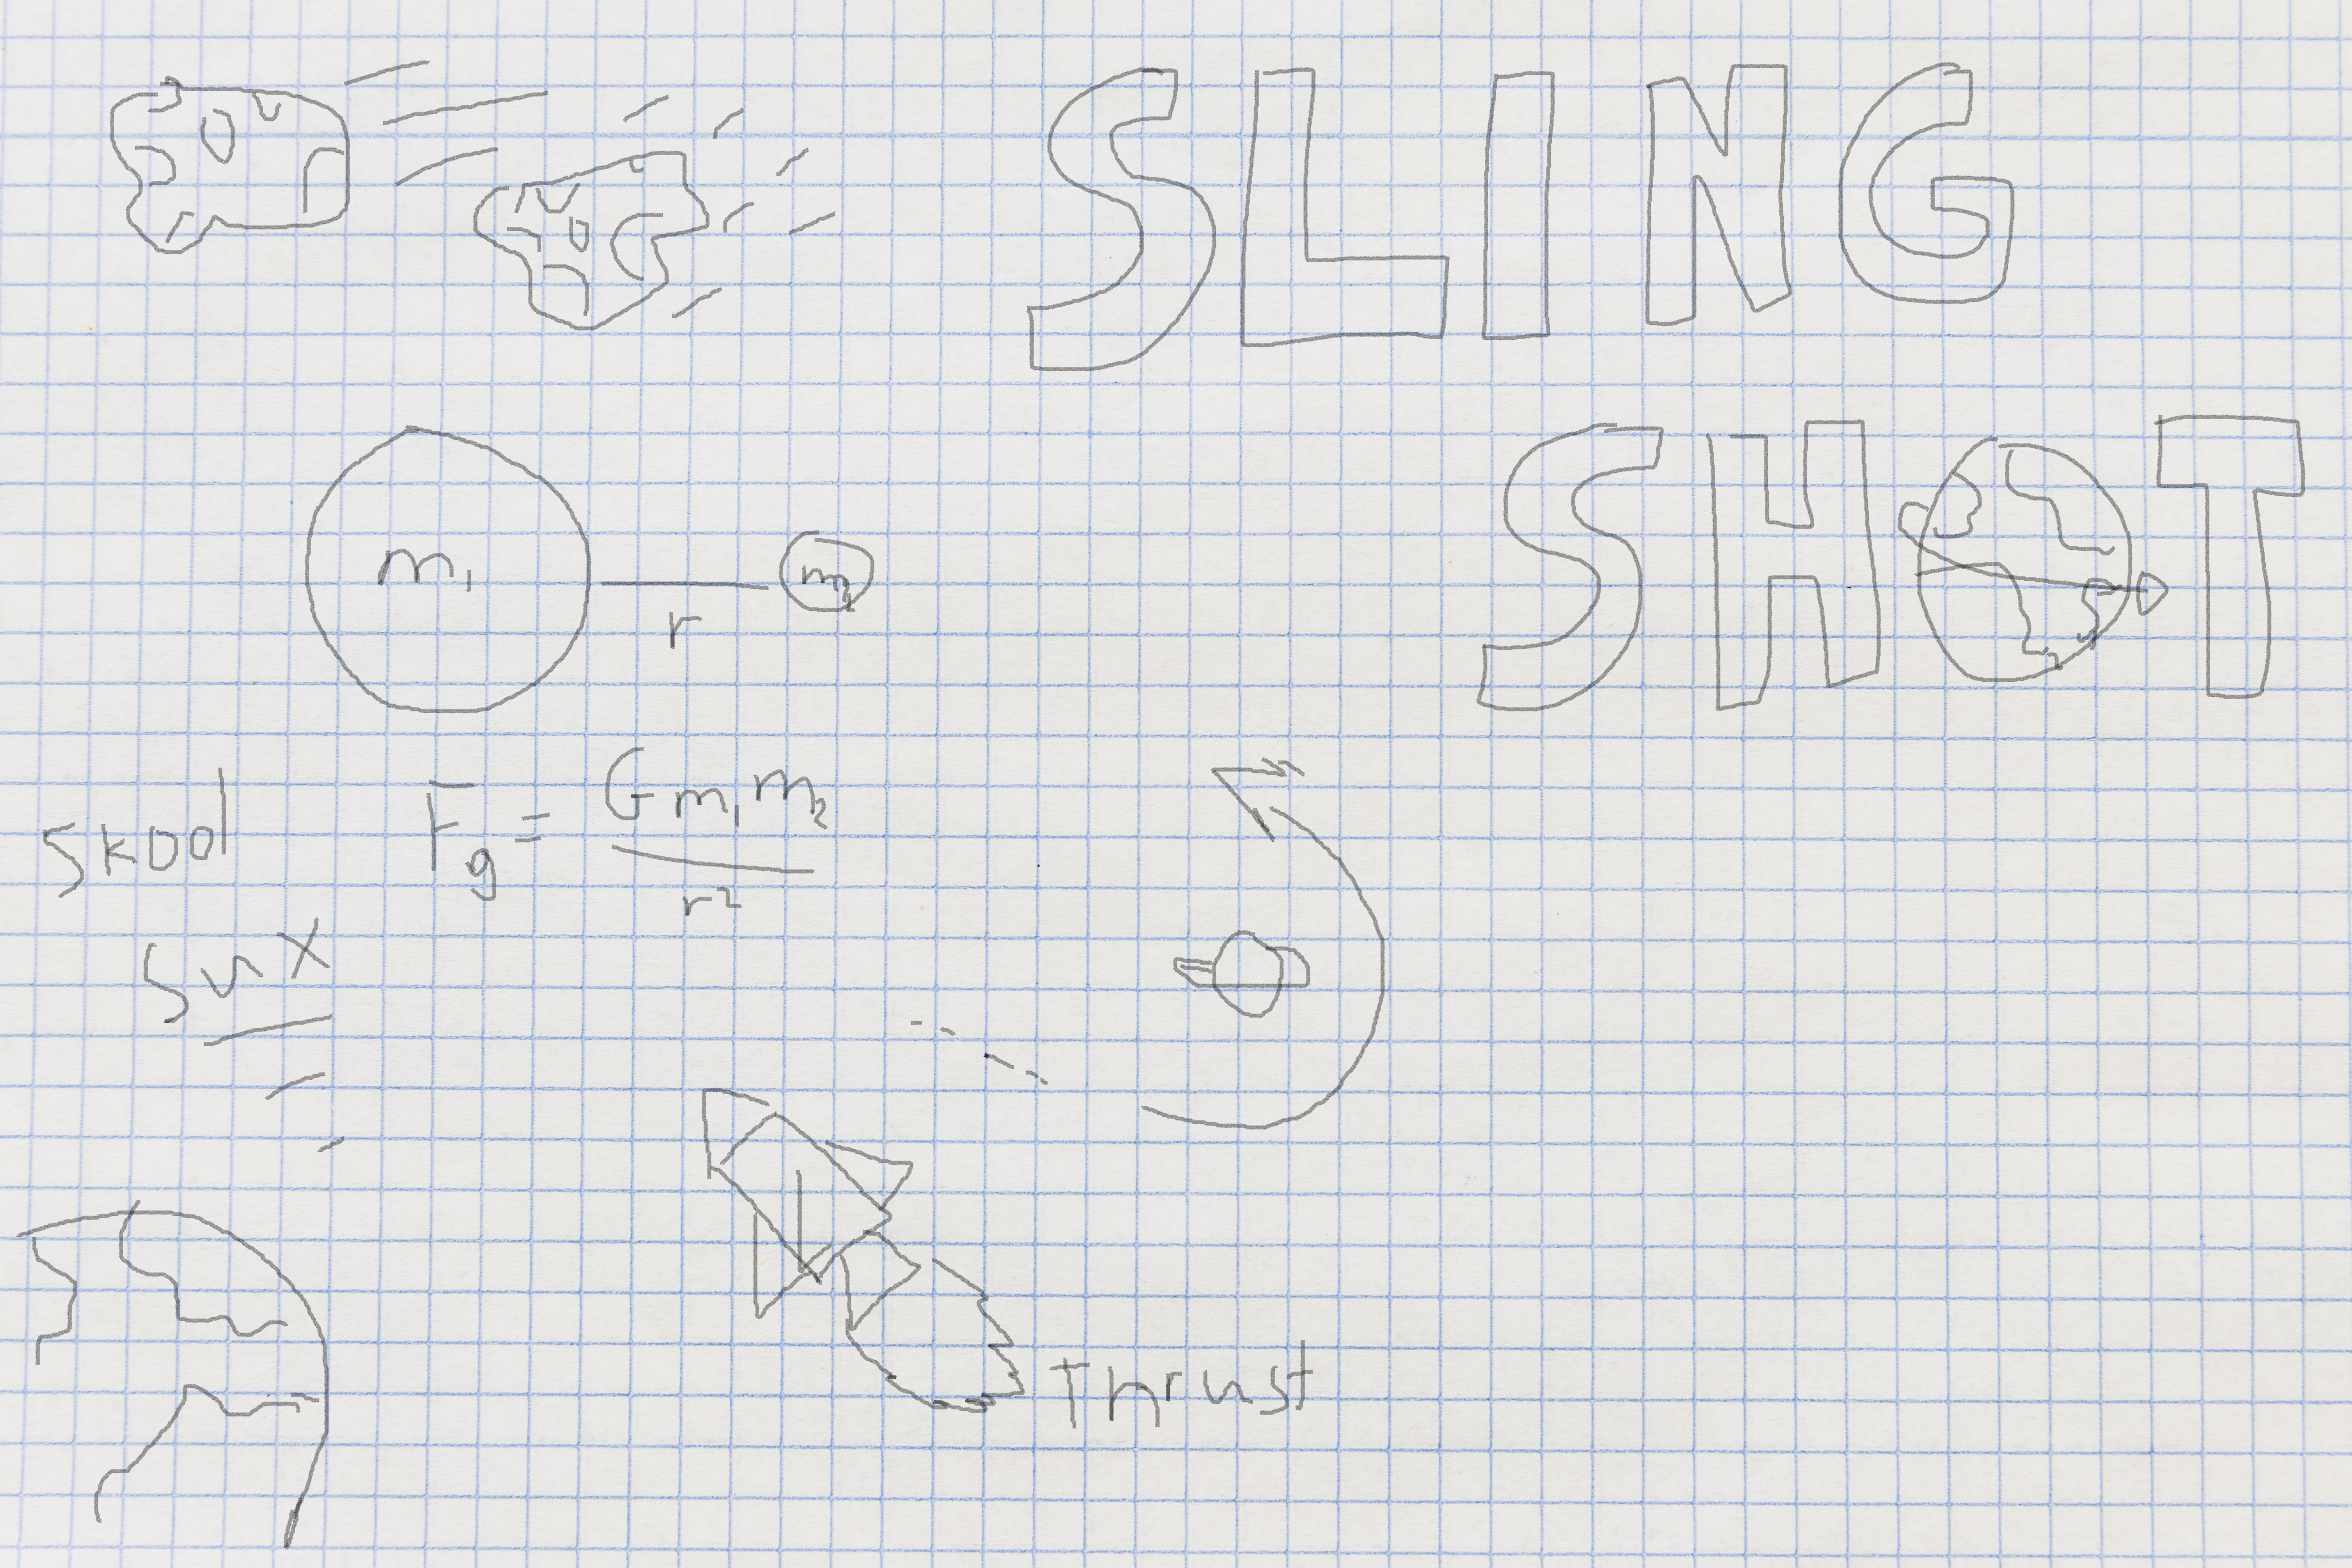 SLING
SHOT
m₁
r
m₂
skool
sux
Fg = Gm₁m₂
r²
Thrust